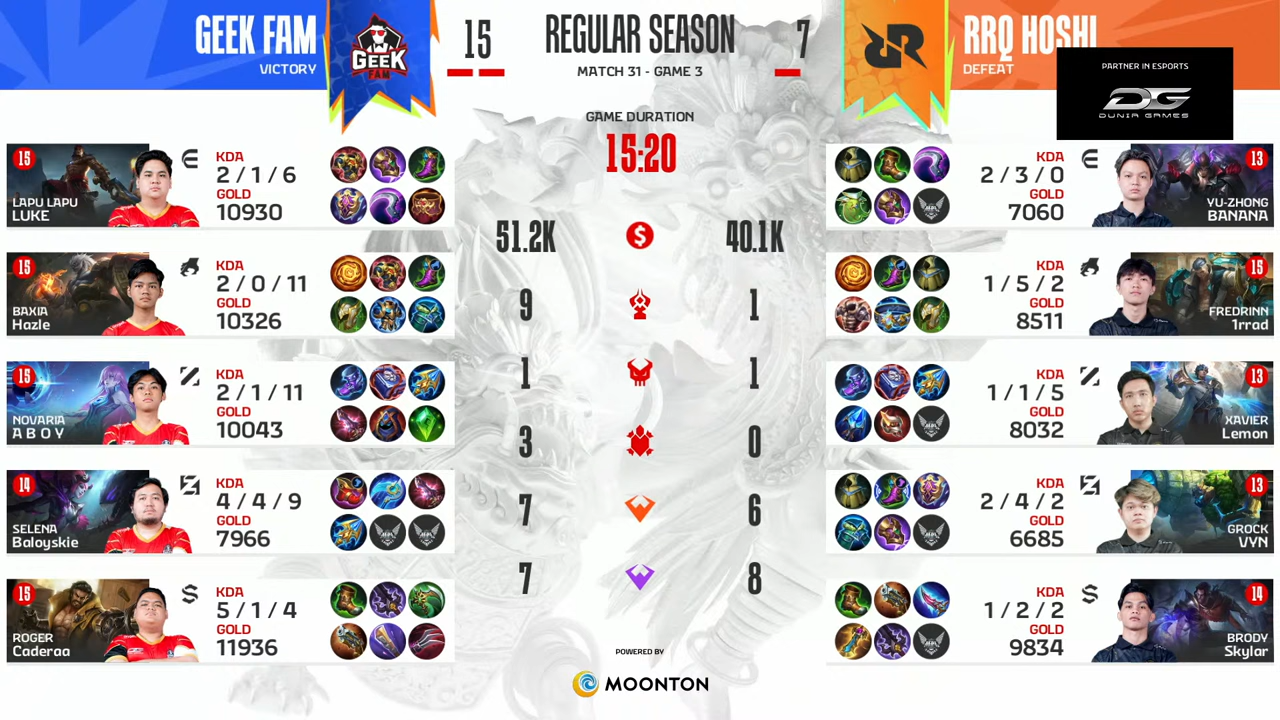 GEEK FAM
VICTORY
GEEK
FAM
15
REGULAR SEASON
MATCH 31 - GAME 3
7
RRQ HOSHI
DEFEAT
PARTNER IN ESPORTS
DG
DUNIA GAMES
GAME DURATION
15:20
15
LAPU LAPU
LUKE
KDA
2 / 1 / 6
GOLD
10930
15
BAXIA
Hazle
KDA
2 / 0 / 11
GOLD
10326
15
NOVARIA
A B O Y
KDA
2 / 1 / 11
GOLD
10043
14
SELENA
Baloyskie
KDA
4 / 4 / 9
GOLD
7966
15
ROGER
Caderaa
KDA
5 / 1 / 4
GOLD
11936
51.2K
$
40.1K
9
1
1
1
3
0
7
6
7
8
KDA
2 / 3 / 0
GOLD
7060
13
YU-ZHONG
BANANA
KDA
1 / 5 / 2
GOLD
8511
15
FREDRINN
1rrad
KDA
1 / 1 / 5
GOLD
8032
13
XAVIER
Lemon
KDA
2 / 4 / 2
GOLD
6685
13
GROCK
VYN
KDA
1 / 2 / 2
GOLD
9834
14
BRODY
Skylar
POWERED BY
MOONTON